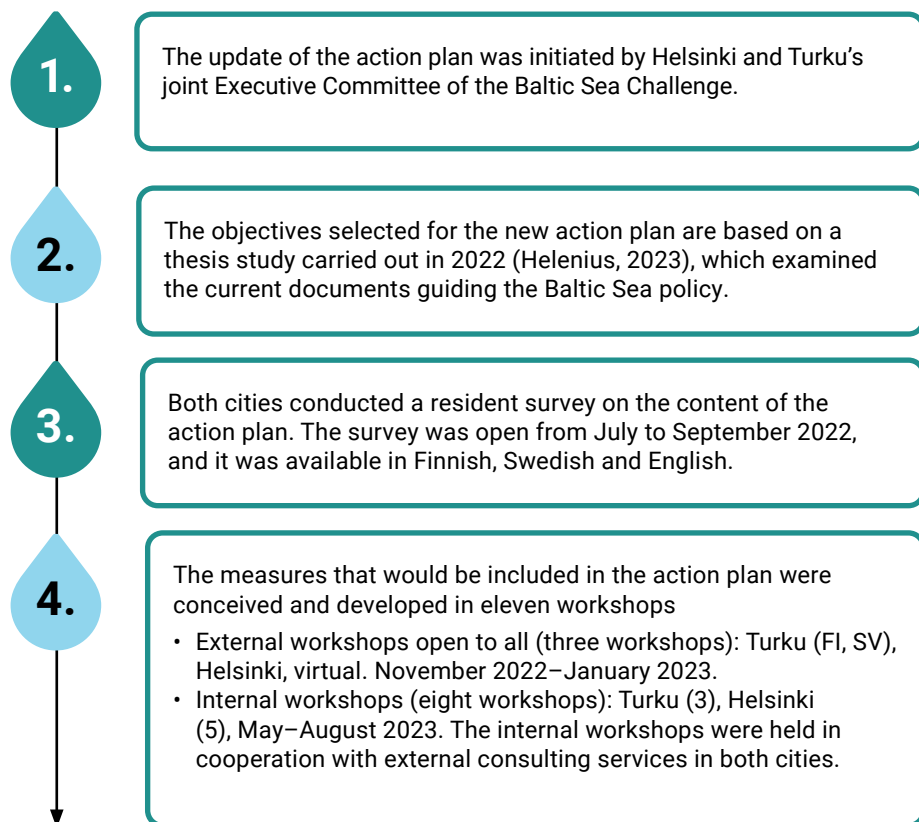 1.
The update of the action plan was initiated by Helsinki and Turku’s
joint Executive Committee of the Baltic Sea Challenge.
2.
The objectives selected for the new action plan are based on a
thesis study carried out in 2022 (Helenius, 2023), which examined
the current documents guiding the Baltic Sea policy.
3.
Both cities conducted a resident survey on the content of the
action plan. The survey was open from July to September 2022,
and it was available in Finnish, Swedish and English.
4.
The measures that would be included in the action plan were
conceived and developed in eleven workshops
• External workshops open to all (three workshops): Turku (FI, SV),
Helsinki, virtual. November 2022–January 2023.
• Internal workshops (eight workshops): Turku (3), Helsinki
(5), May–August 2023. The internal workshops were held in
cooperation with external consulting services in both cities.